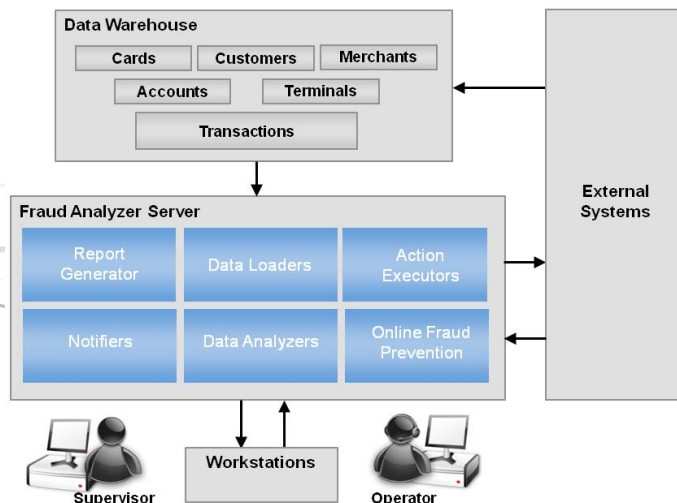 Data Warehouse
Cards
Customers
Merchants
Accounts
Terminals
Transactions
External
Systems
Fraud Analyzer Server
Report
Generator
Data Loaders
Action
Executors
Notifiers
Data Analyzers
Online Fraud
Prevention
Workstations
Supervisor
Operator